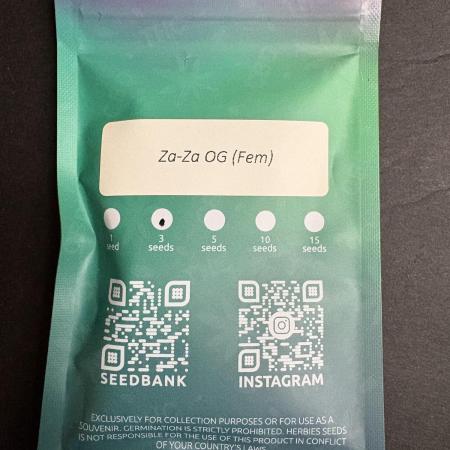 Za-Za OG (Fem)
1 3 5 10 15
seed seeds seeds seeds seeds
SEEDBANK INSTAGRAM
EXCLUSIVELY FOR COLLECTION PURPOSES OR FOR USE AS A
SOUVENIR. GERMINATION IS STRICTLY PROHIBITED. HERBIES SEEDS
IS NOT RESPONSIBLE FOR THE USE OF THIS PRODUCT IN CONFLICT
OF YOUR COUNTRY'S LAWS